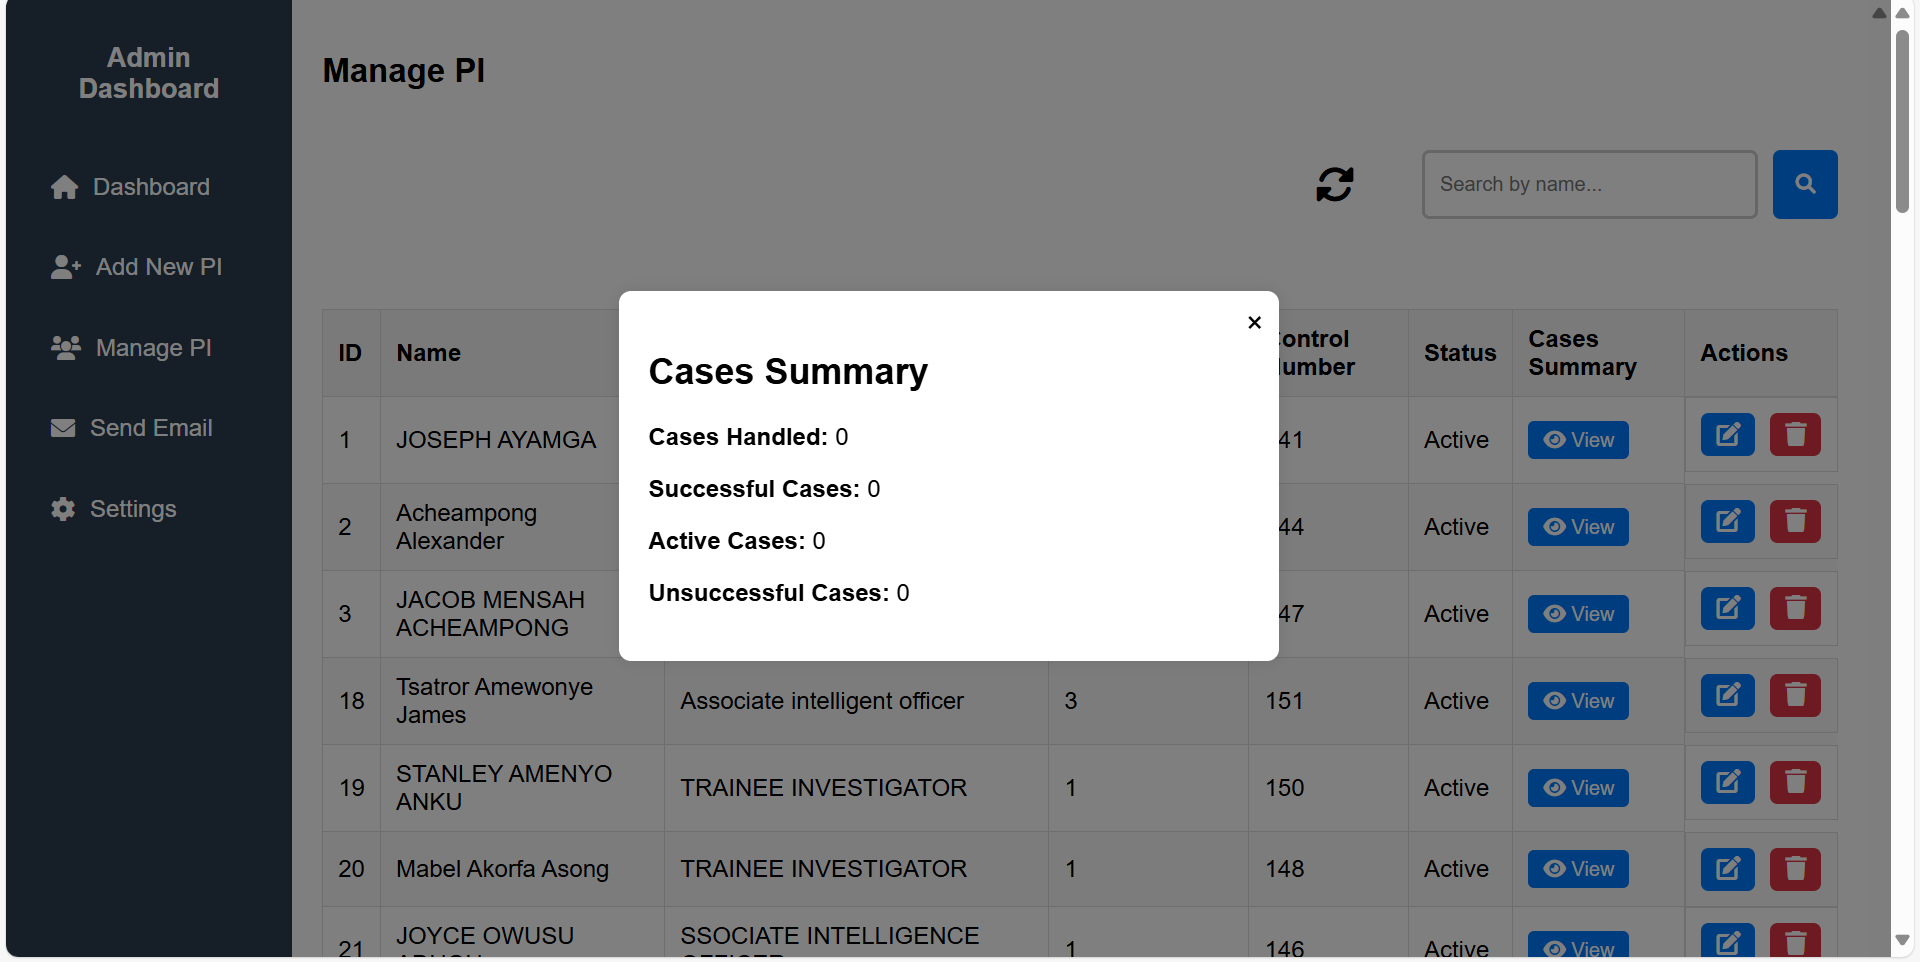 Admin
Dashboard
Dashboard
Add New PI
Manage PI
Send Email
Settings
Manage PI
Search by name...
ID Name Status Cases Summary Actions
1 JOSEPH AYAMGA 41 Active View
2 Acheampong Alexander 44 Active View
3 JACOB MENSAH ACHEAMPONG 47 Active View
18 Tsatror Amewonye James Associate intelligent officer 3 151 Active View
19 STANLEY AMENYO ANKU TRAINEE INVESTIGATOR 1 150 Active View
20 Mabel Akorfa Asong TRAINEE INVESTIGATOR 1 148 Active View
21 JOYCE OWUSU SSOCIATE INTELLIGENCE 1 146 Active View
×
Cases Summary
Cases Handled: 0
Successful Cases: 0
Active Cases: 0
Unsuccessful Cases: 0